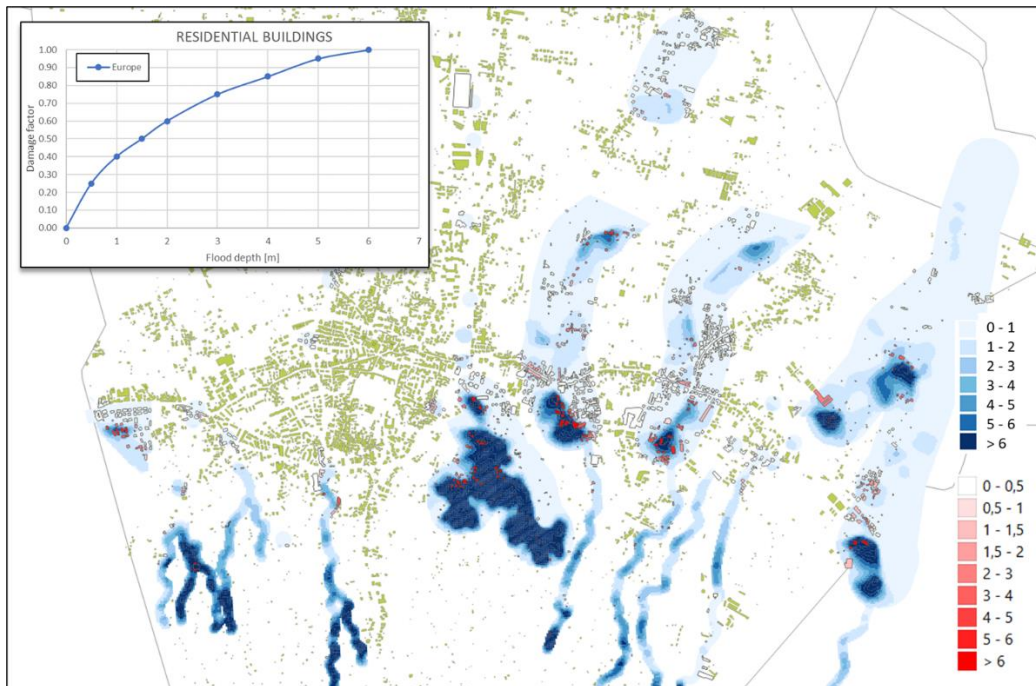 RESIDENTIAL BUILDINGS
Europe
1.00
0.90
0.80
0.70
0.60
0.50
0.40
0.30
0.20
0.10
0.00
Damage factor
0 1 2 3 4 5 6 7
Flood depth [m]
0 - 1
1 - 2
2 - 3
3 - 4
4 - 5
5 - 6
> 6
0 - 0,5
0,5 - 1
1 - 1,5
1,5 - 2
2 - 3
3 - 4
4 - 5
5 - 6
> 6